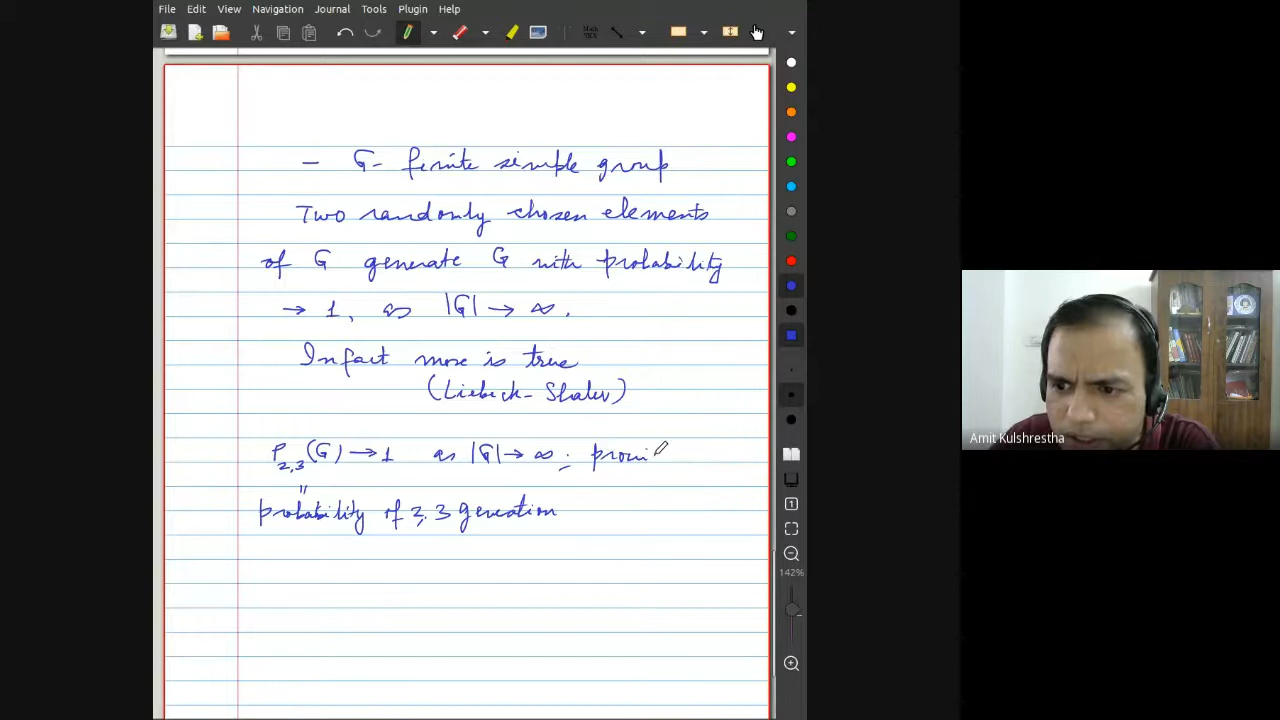 File Edit View Navigation Journal Tools Plugin Help
– G- finite simple group
Two randomly chosen elements
of G generate G with probability
→ 1, as |G| → ∞.
Infact more is true
(Liebeck - Shalev)
P2,3(G) → 1 as |G| → ∞ ; provi
"
probability of 2,3 generation
1
142%
Amit Kulshrestha